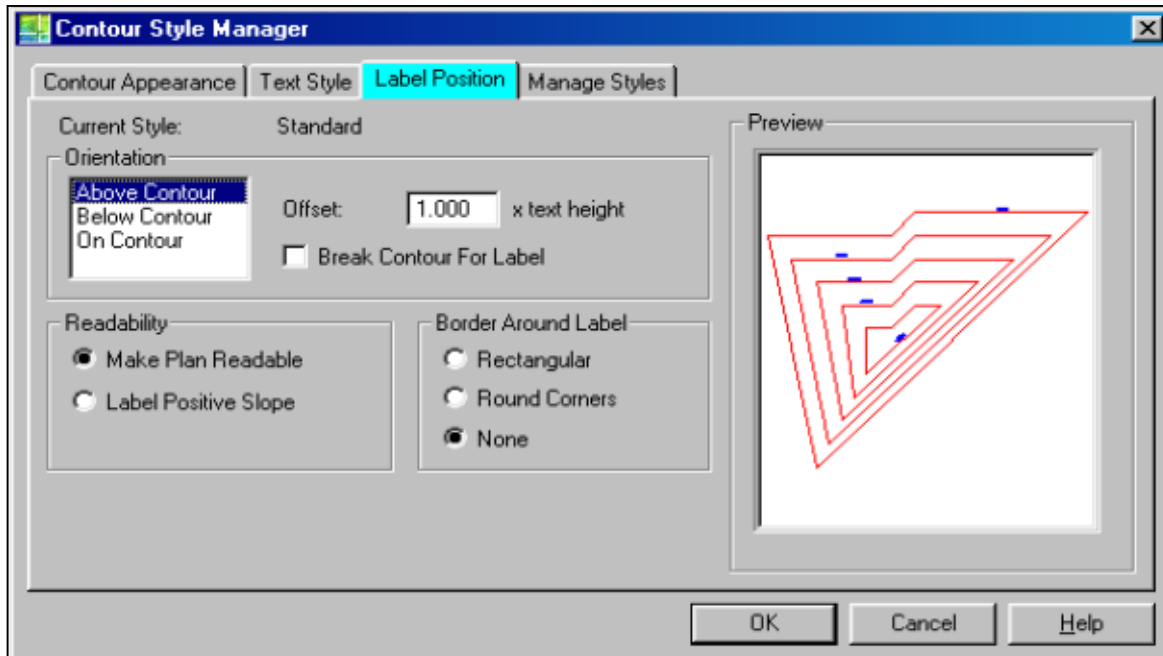 Contour Style Manager
Contour Appearance Text Style Label Position Manage Styles
Current Style: Standard
Preview
Orientation
Above Contour
Below Contour
On Contour
Offset: 1.000 x text height
Break Contour For Label
Readability
Make Plan Readable
Label Positive Slope
Border Around Label
Rectangular
Round Corners
None
OK Cancel Help